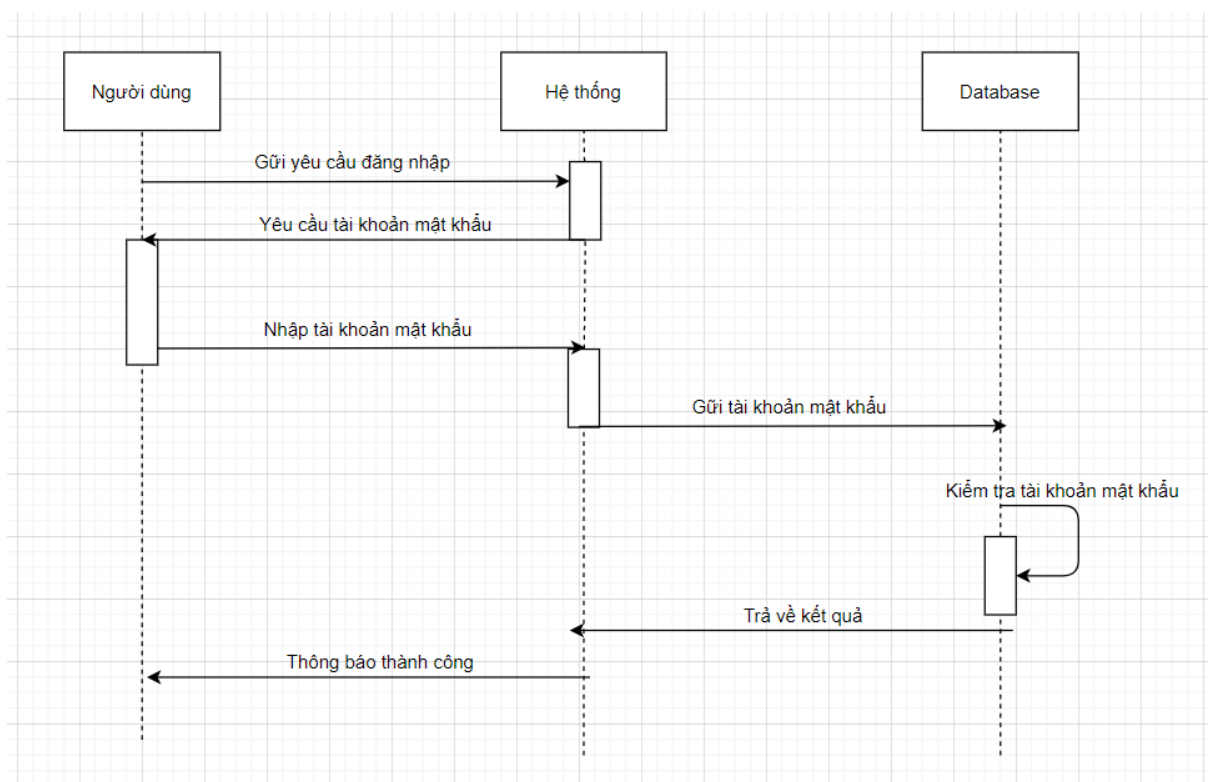 Người dùng
Hệ thống
Database
Gữi yêu cầu đăng nhập
Yêu cầu tài khoản mật khẩu
Nhập tài khoản mật khẩu
Gữi tài khoản mật khẩu
Kiểm tra tài khoản mật khẩu
Trả về kết quả
Thông báo thành công